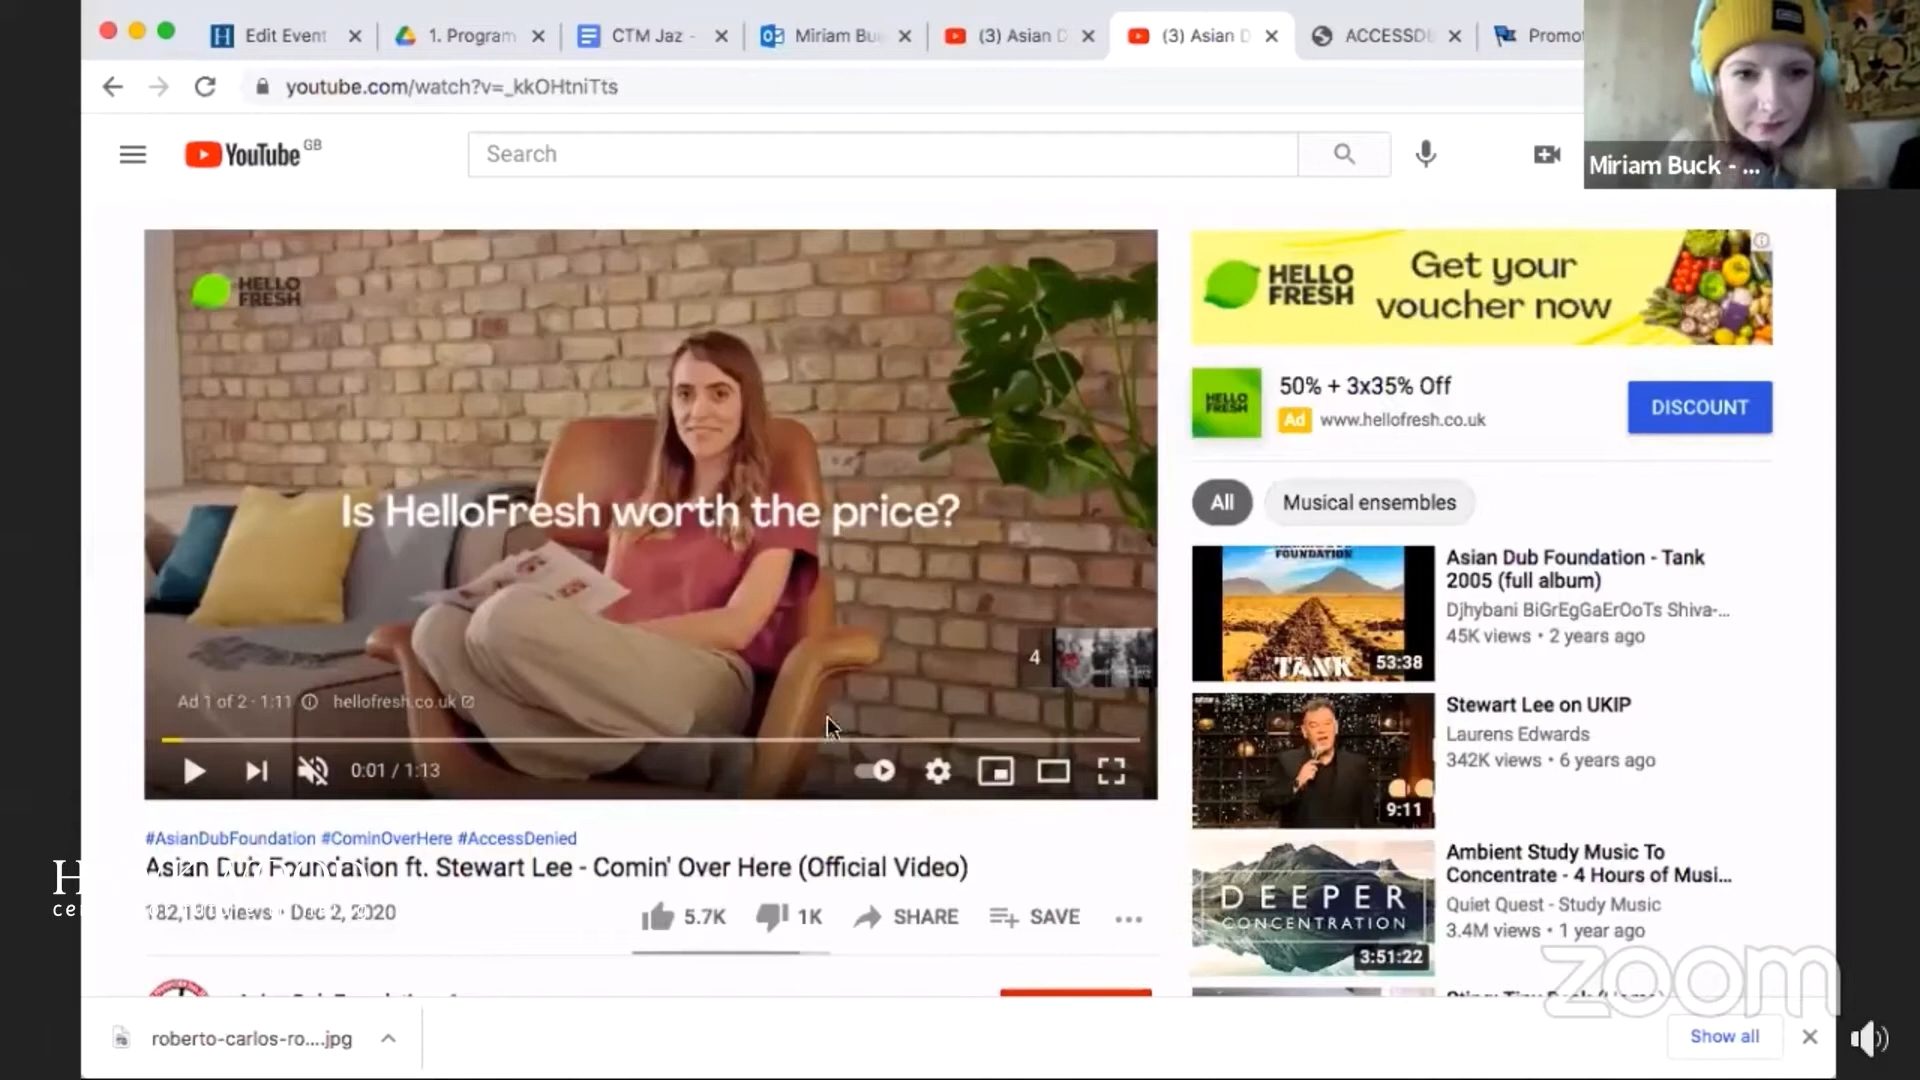 Edit Event
1. Program
CTM Jaz -
Miriam Bu
(3) Asian D
(3) Asian D
ACCESSDE
Promo
youtube.com/watch?v=_kkOHtniTts
YouTube GB
Search
Miriam Buck - ...
HELLO
FRESH
Is HelloFresh worth the price?
4
Ad 1 of 2 · 1:11
hellofresh.co.uk
0:01 / 1:13
#AsianDubFoundation #CominOverHere #AccessDenied
Asian Dub Foundation ft. Stewart Lee - Comin' Over Here (Official Video)
views · Dec 2, 2020
5.7K
1K
SHARE
SAVE
HELLO
FRESH
Get your
voucher now
HELLO
FRESH
50% + 3x35% Off
Ad www.hellofresh.co.uk
DISCOUNT
All
Musical ensembles
FOUNDATION
TANK
53:38
Asian Dub Foundation - Tank
2005 (full album)
Djhybani BiGrEgGaErOoTs Shiva-...
45K views • 2 years ago
9:11
Stewart Lee on UKIP
Laurens Edwards
342K views • 6 years ago
DEEPER
CONCENTRATION
3:51:22
Ambient Study Music To
Concentrate - 4 Hours of Musi...
Quiet Quest - Study Music
3.4M views • 1 year ago
zoom
roberto-carlos-ro....jpg
Show all